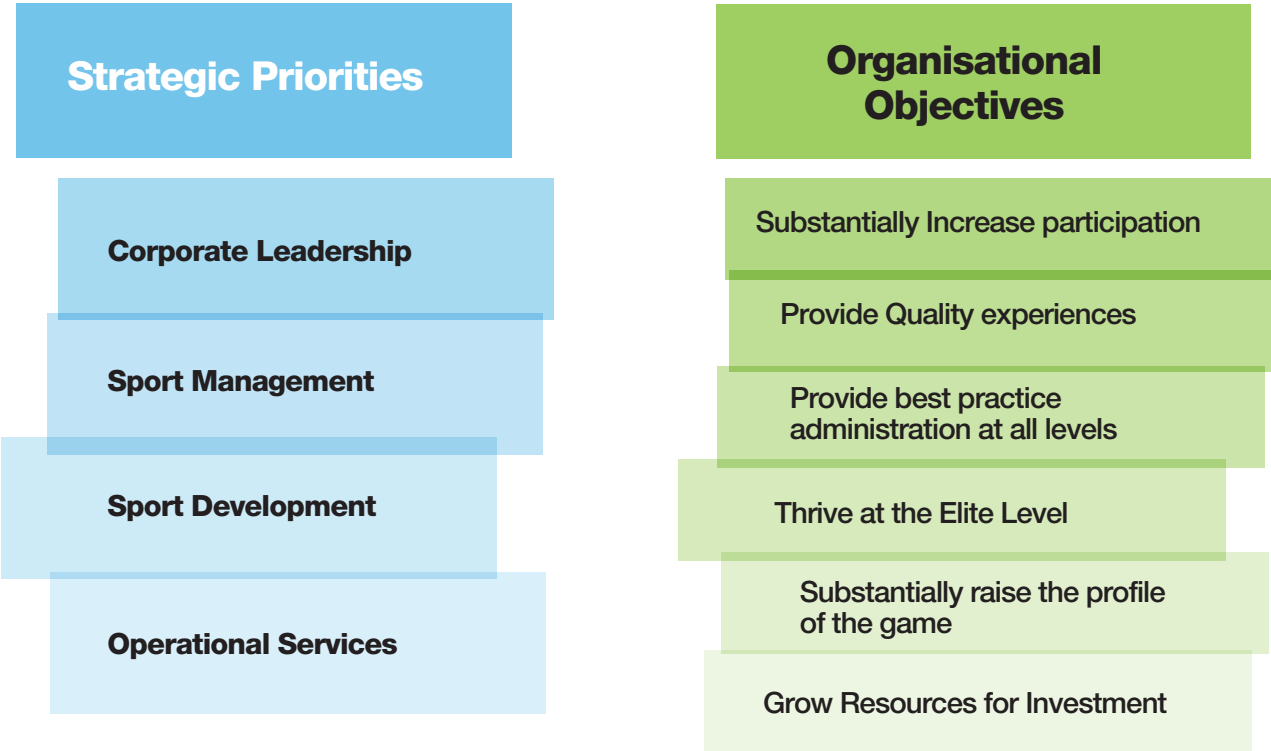 Strategic Priorities
Corporate Leadership
Sport Management
Sport Development
Operational Services
Organisational
Objectives
Substantially Increase participation
Provide Quality experiences
Provide best practice
administration at all levels
Thrive at the Elite Level
Substantially raise the profile
of the game
Grow Resources for Investment